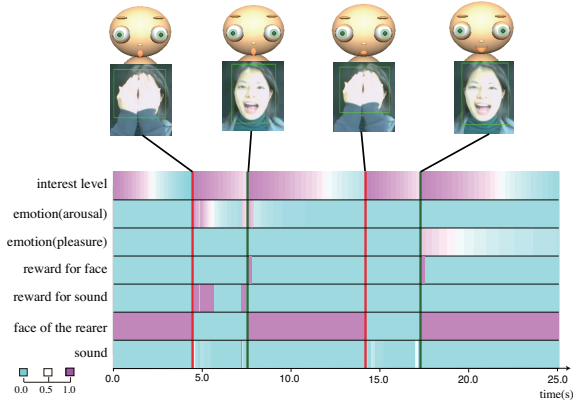 interest level
emotion(arousal)
emotion(pleasure)
reward for face
reward for sound
face of the rearer
sound
0.0 0.5 1.0
0.0 5.0 10.0 15.0 20.0 25.0
time(s)